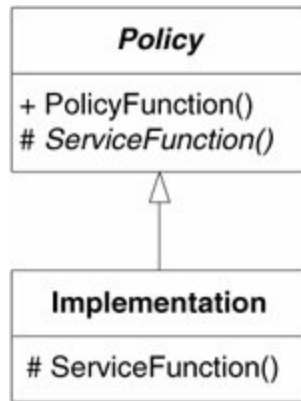 Policy
+ PolicyFunction()
# ServiceFunction()
Implementation
# ServiceFunction()